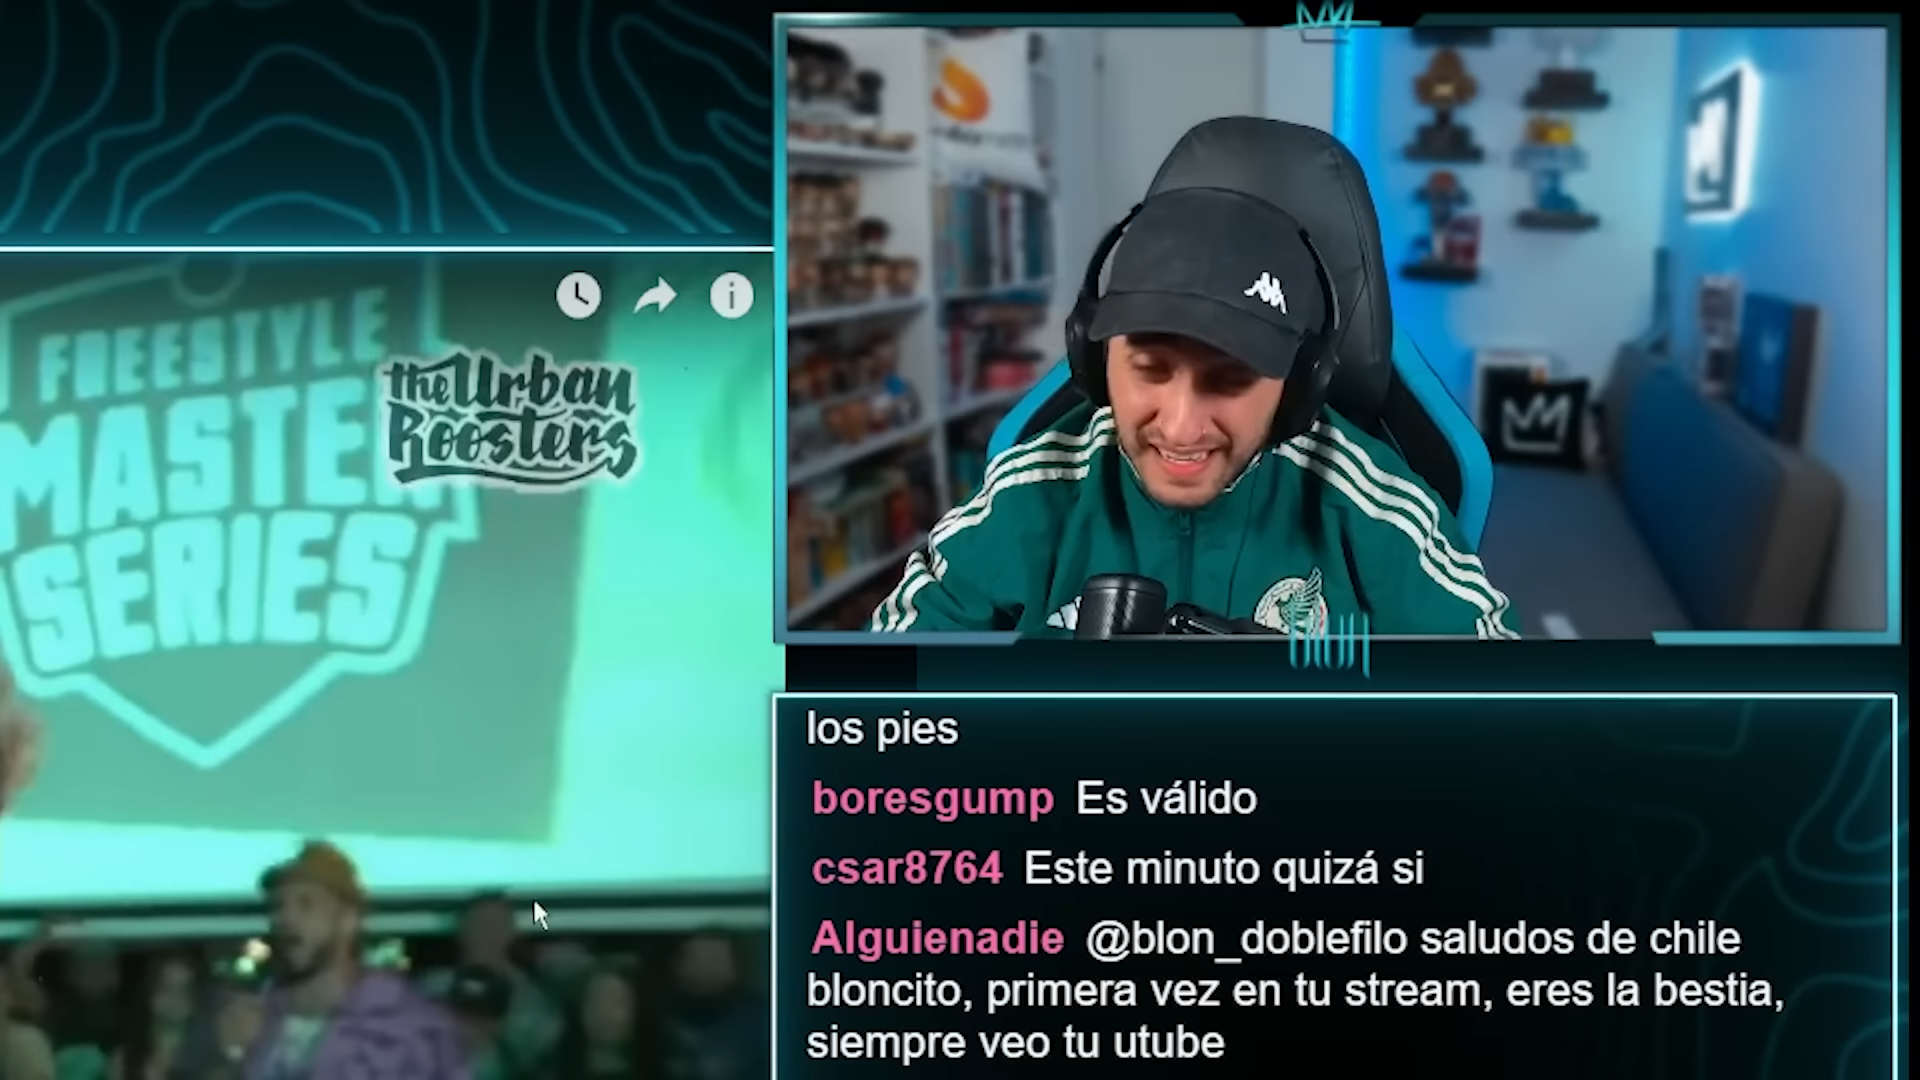 FREESTYLE
MASTER
SERIES
the Urban
Roosters
los pies
boresgump Es válido
csar8764 Este minuto quizá si
Alguienadie @blon_doblefilo saludos de chile
bloncito, primera vez en tu stream, eres la bestia,
siempre veo tu utube